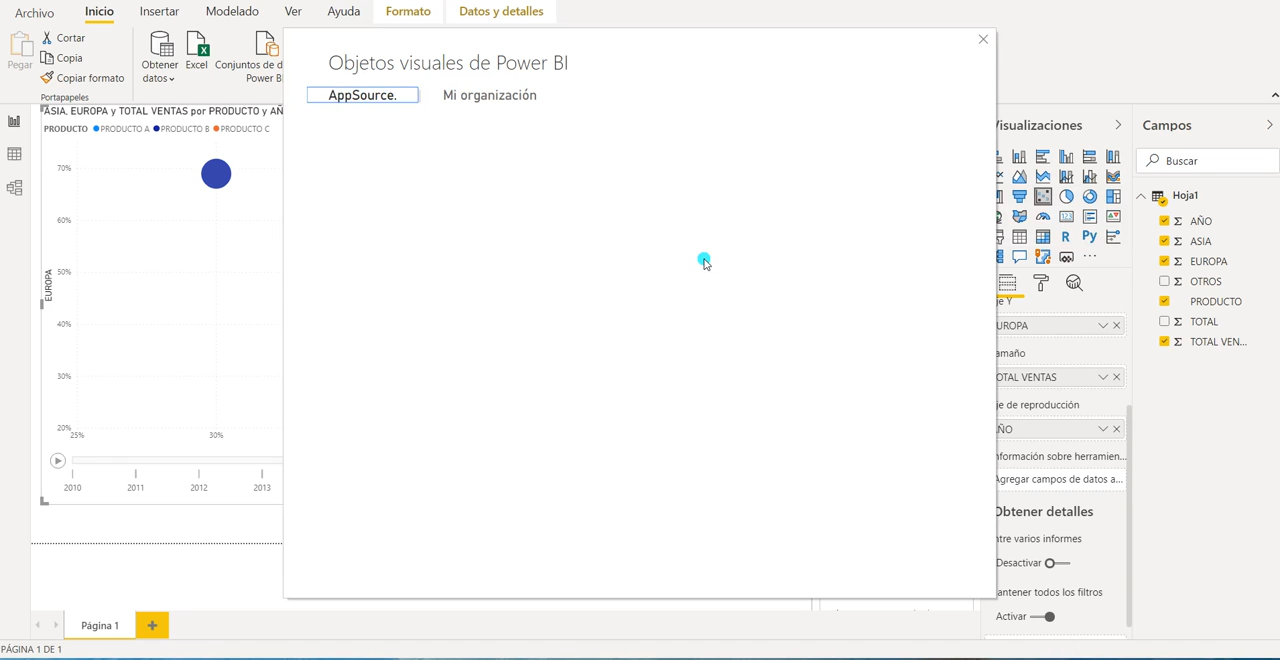 Archivo
Inicio
Insertar
Modelado
Ver
Ayuda
Formato
Datos y detalles
Pegar
Cortar
Copia
Copiar formato
Portapapeles
Obtener datos
Excel
Conjuntos de d
Power BI
Objetos visuales de Power BI
AppSource.
Mi organización
ASIA, EUROPA y TOTAL VENTAS por PRODUCTO y AÑ
PRODUCTO PRODUCTO A PRODUCTO B PRODUCTO C
70%
60%
50%
40%
30%
20%
EUROPA
25% 30%
2010 2011 2012 2013
Visualizaciones
R Py
je Y
UROPA
amaño
OTAL VENTAS
je de reproducción
ÑO
nformación sobre herramien...
Agregar campos de datos a...
Obtener detalles
ntre varios informes
Desactivar
antener todos los filtros
Activar
Campos
Buscar
Hoja1
Σ AÑO
Σ ASIA
Σ EUROPA
Σ OTROS
PRODUCTO
Σ TOTAL
Σ TOTAL VEN...
Página 1
PÁGINA 1 DE 1